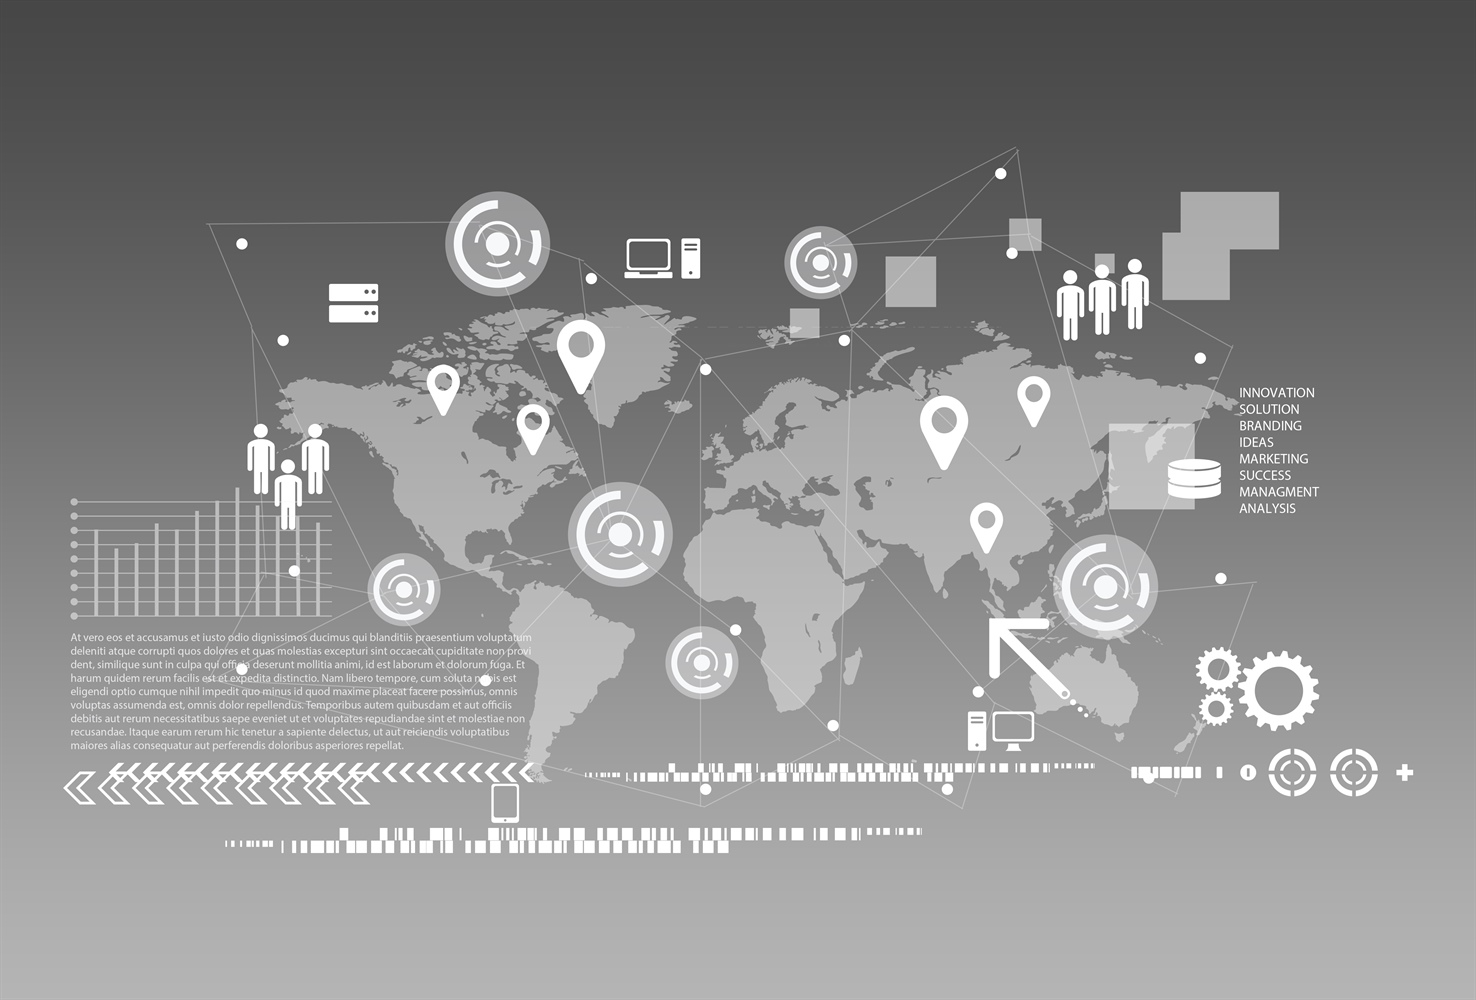 INNOVATION
SOLUTION
BRANDING
IDEAS
MARKETING
SUCCESS
MANAGMENT
ANALYSIS
At vero eos et accusamus et iusto odio dignissimos ducimus qui blanditiis praesentium voluptatum
deleniti atque corrupti quos dolores et quas molestias excepturi sint occaecati cupiditate non provi
dent, similique sunt in culpa qui officia deserunt mollitia animi, id est laborum et dolorum fuga. Et
harum quidem rerum facilis est et expedita distinctio. Nam libero tempore, cum soluta nobis est
eligendi optio cumque nihil impedit quo minus id quod maxime placeat facere possimus, omnis
voluptas assumenda est, omnis dolor repellendus. Temporibus autem quibusdam et aut officiis
debitis aut rerum necessitatibus saepe eveniet ut et voluptates repudiandae sint et molestiae non
recusandae. Itaque earum rerum hic tenetur a sapiente delectus, ut aut reiciendis voluptatibus
maiores alias consequatur aut perferendis doloribus asperiores repellat.